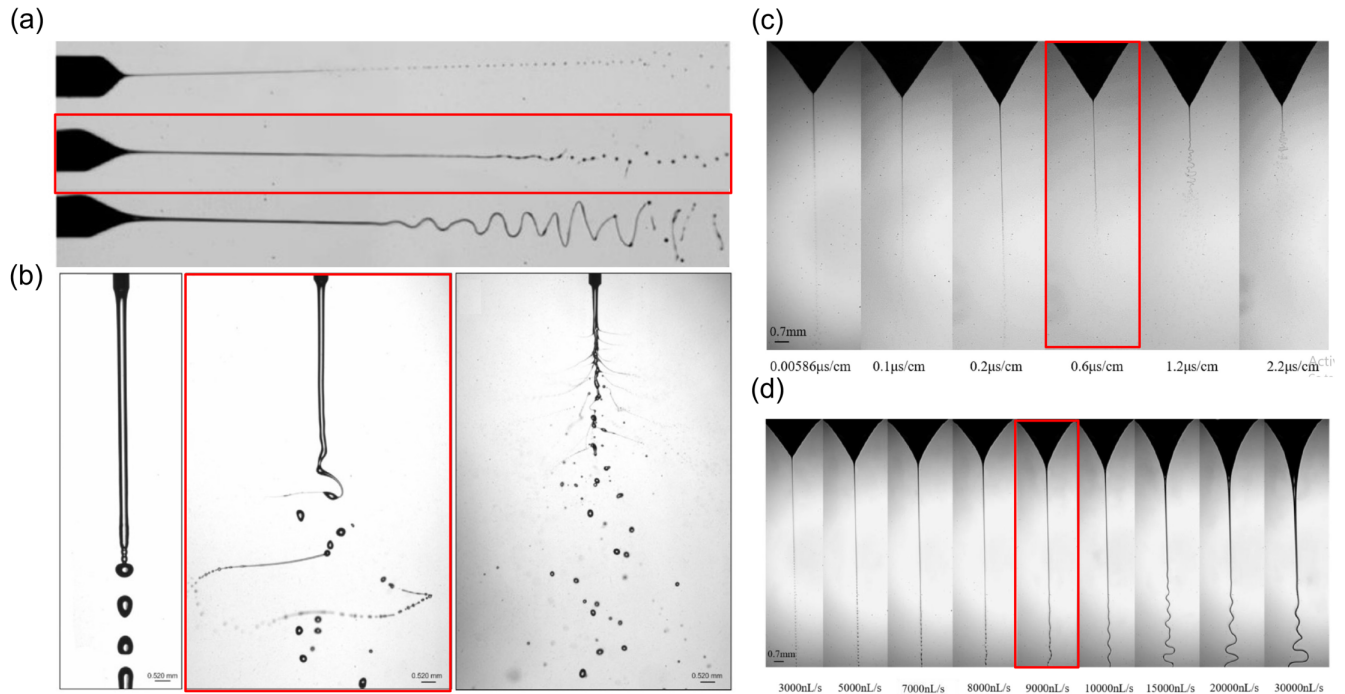 (a)
(b)
0.520 mm
0.520 mm
0.520 mm
(c)
0.7mm
0.00586μs/cm 0.1μs/cm 0.2μs/cm 0.6μs/cm 1.2μs/cm 2.2μs/cm
Activ
(d)
0.7mm
3000nL/s 5000nL/s 7000nL/s 8000nL/s 9000nL/s 10000nL/s 15000nL/s 20000nL/s 30000nL/s